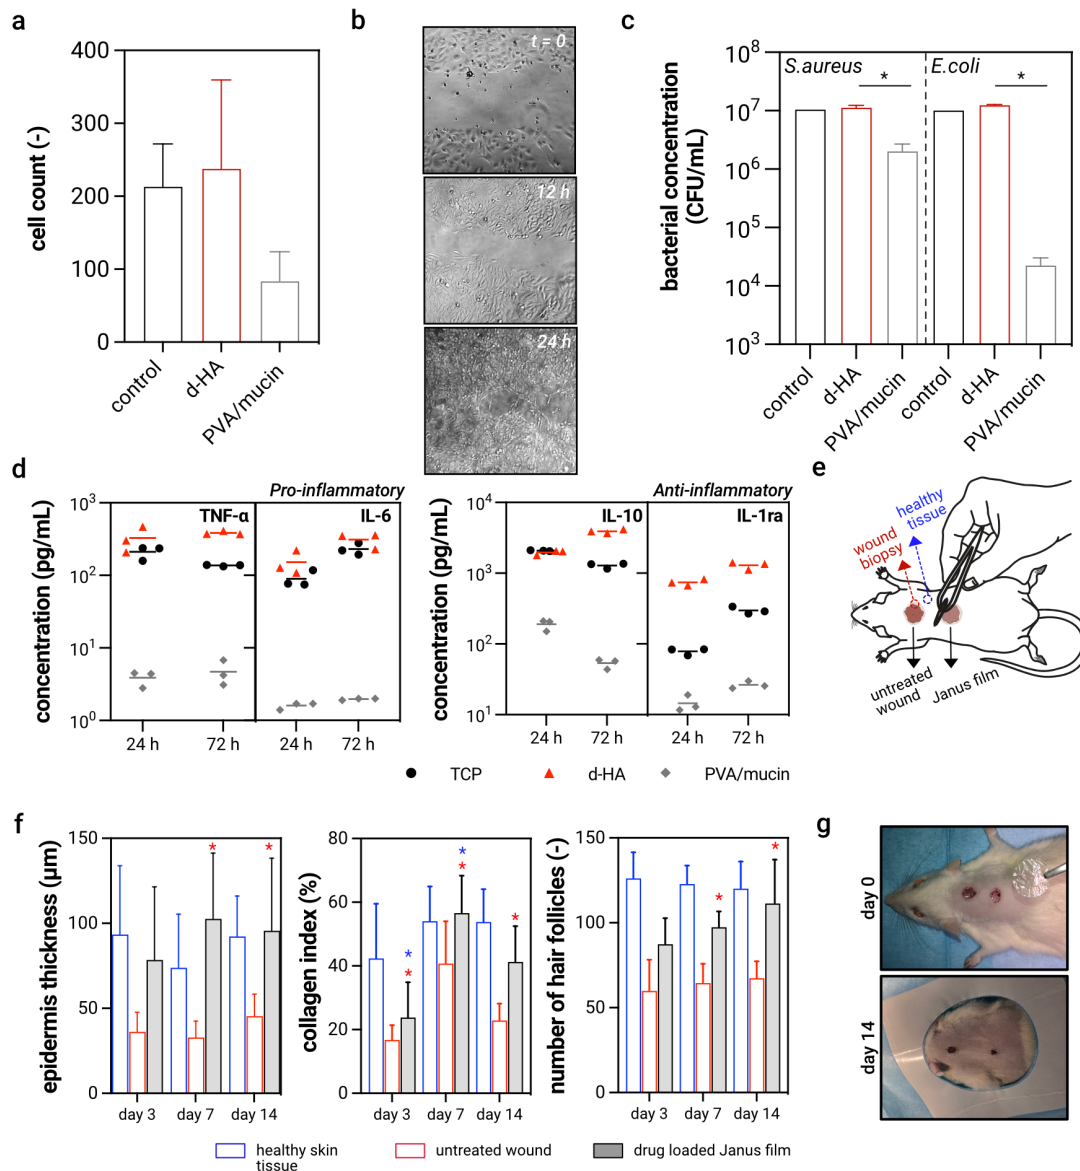 a
400
300
200
100
0
cell count (-)
control
d-HA
PVA/mucin
b
t = 0
12 h
24 h
c
10⁸
10⁷
10⁶
10⁵
10⁴
10³
bacterial concentration
(CFU/mL)
S.aureus
*
E.coli
*
control
d-HA
PVA/mucin
control
d-HA
PVA/mucin
d
Pro-inflammatory
concentration (pg/mL)
10³
10²
10¹
10⁰
TNF-α
IL-6
24 h
72 h
24 h
72 h
Anti-inflammatory
concentration (pg/mL)
10⁴
10³
10²
10¹
IL-10
IL-1ra
24 h
72 h
24 h
72 h
TCP
d-HA
PVA/mucin
e
wound
biopsy
healthy
tissue
untreated
wound
Janus film
f
epidermis thickness (μm)
150
100
50
0
*
*
day 3
day 7
day 14
collagen index (%)
80
60
40
20
0
*
*
*
*
*
day 3
day 7
day 14
number of hair follicles (-)
150
100
50
0
*
*
day 3
day 7
day 14
healthy skin
tissue
untreated wound
drug loaded Janus film
g
day 0
day 14